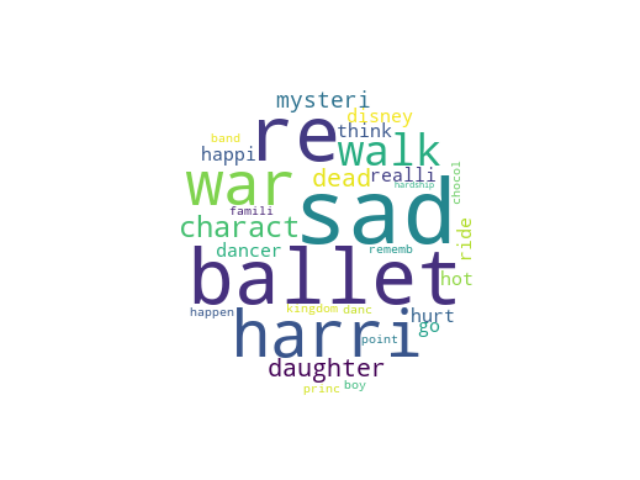 mysteri
disney
re
think
band
walk
happi
realli
dead
war
hardship
chocol
famili
sad
charact
ride
dancer
rememb
ballet
hot
happen
kingdom
danc
hurt
harri
go
point
daughter
boy
princ